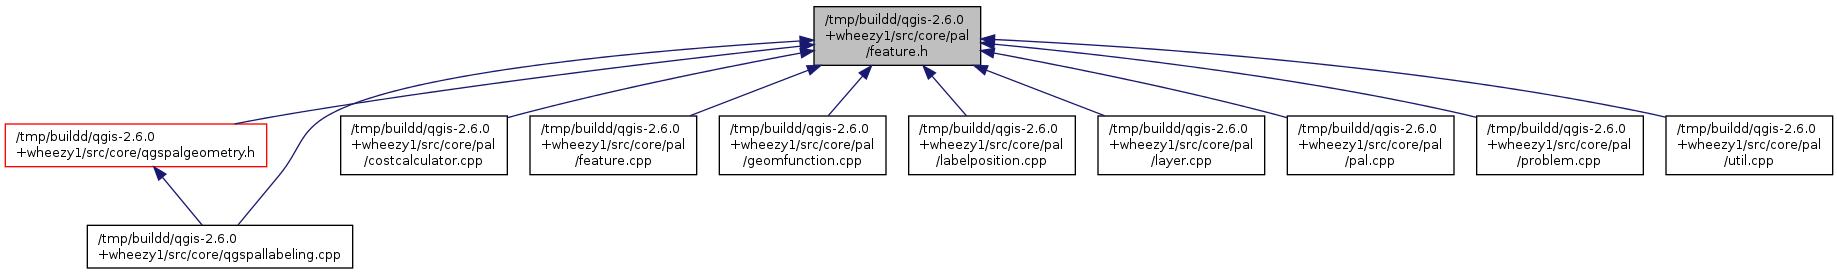 /tmp/buildd/qgis-2.6.0
+wheezy1/src/core/pal
/feature.h
/tmp/buildd/qgis-2.6.0
+wheezy1/src/core/qgspalgeometry.h
/tmp/buildd/qgis-2.6.0
+wheezy1/src/core/pal
/costcalculator.cpp
/tmp/buildd/qgis-2.6.0
+wheezy1/src/core/pal
/feature.cpp
/tmp/buildd/qgis-2.6.0
+wheezy1/src/core/pal
/geomfunction.cpp
/tmp/buildd/qgis-2.6.0
+wheezy1/src/core/pal
/labelposition.cpp
/tmp/buildd/qgis-2.6.0
+wheezy1/src/core/pal
/layer.cpp
/tmp/buildd/qgis-2.6.0
+wheezy1/src/core/pal
/pal.cpp
/tmp/buildd/qgis-2.6.0
+wheezy1/src/core/pal
/problem.cpp
/tmp/buildd/qgis-2.6.0
+wheezy1/src/core/pal
/util.cpp
/tmp/buildd/qgis-2.6.0
+wheezy1/src/core/qgspallabeling.cpp